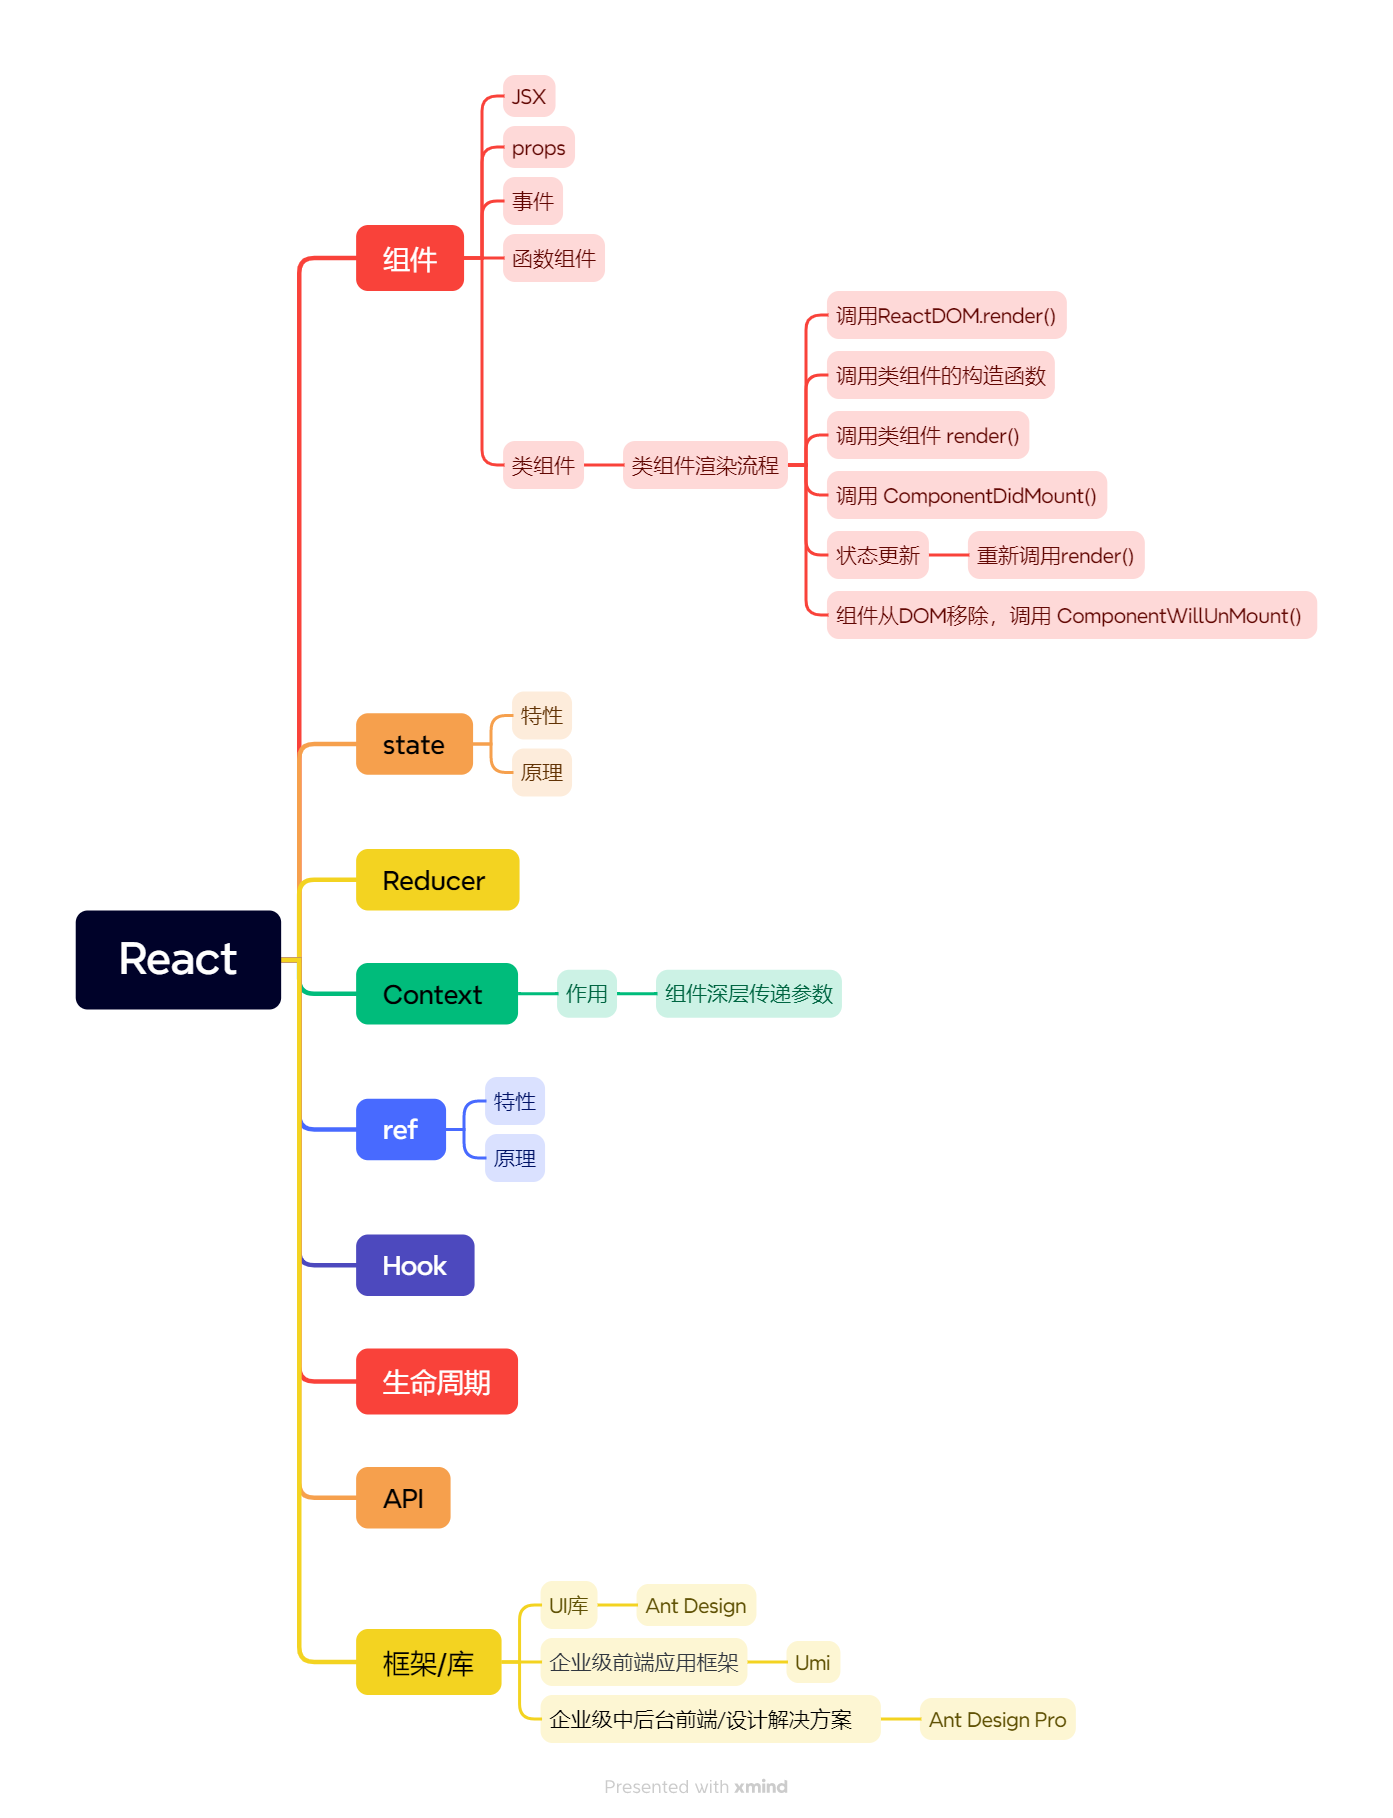 JSX
props
事件
组件
函数组件
调用ReactDOM.render()
调用类组件的构造函数
调用类组件 render()
类组件
类组件渲染流程
调用 ComponentDidMount()
状态更新
重新调用render()
组件从DOM移除，调用 ComponentWillUnMount()
state
特性
原理
Reducer
React
Context
作用
组件深层传递参数
ref
特性
原理
Hook
生命周期
API
框架/库
UI库
Ant Design
企业级前端应用框架
Umi
企业级中后台前端/设计解决方案
Ant Design Pro
Presented with xmind